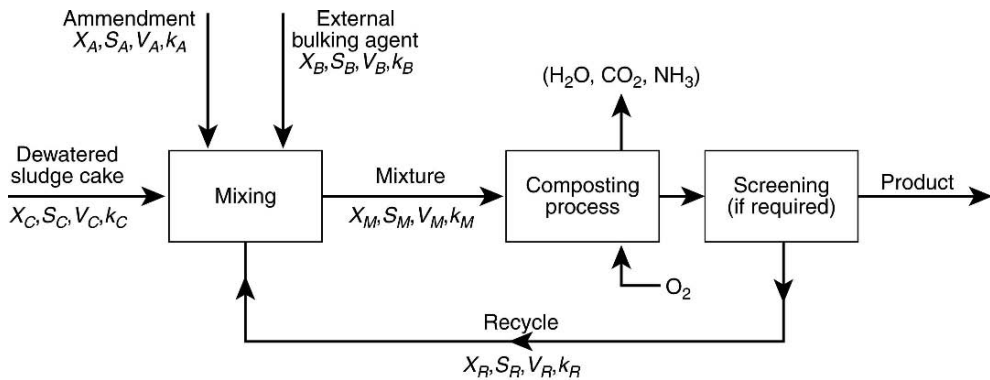 Ammendment
X_A,S_A,V_A,k_A
External
bulking agent
X_B,S_B,V_B,k_B
(H₂O, CO₂, NH₃)
Dewatered
sludge cake
X_C,S_C,V_C,k_C
Mixing
Mixture
X_M,S_M,V_M,k_M
Composting
process
Screening
(if required)
Product
O₂
Recycle
X_R,S_R,V_R,k_R